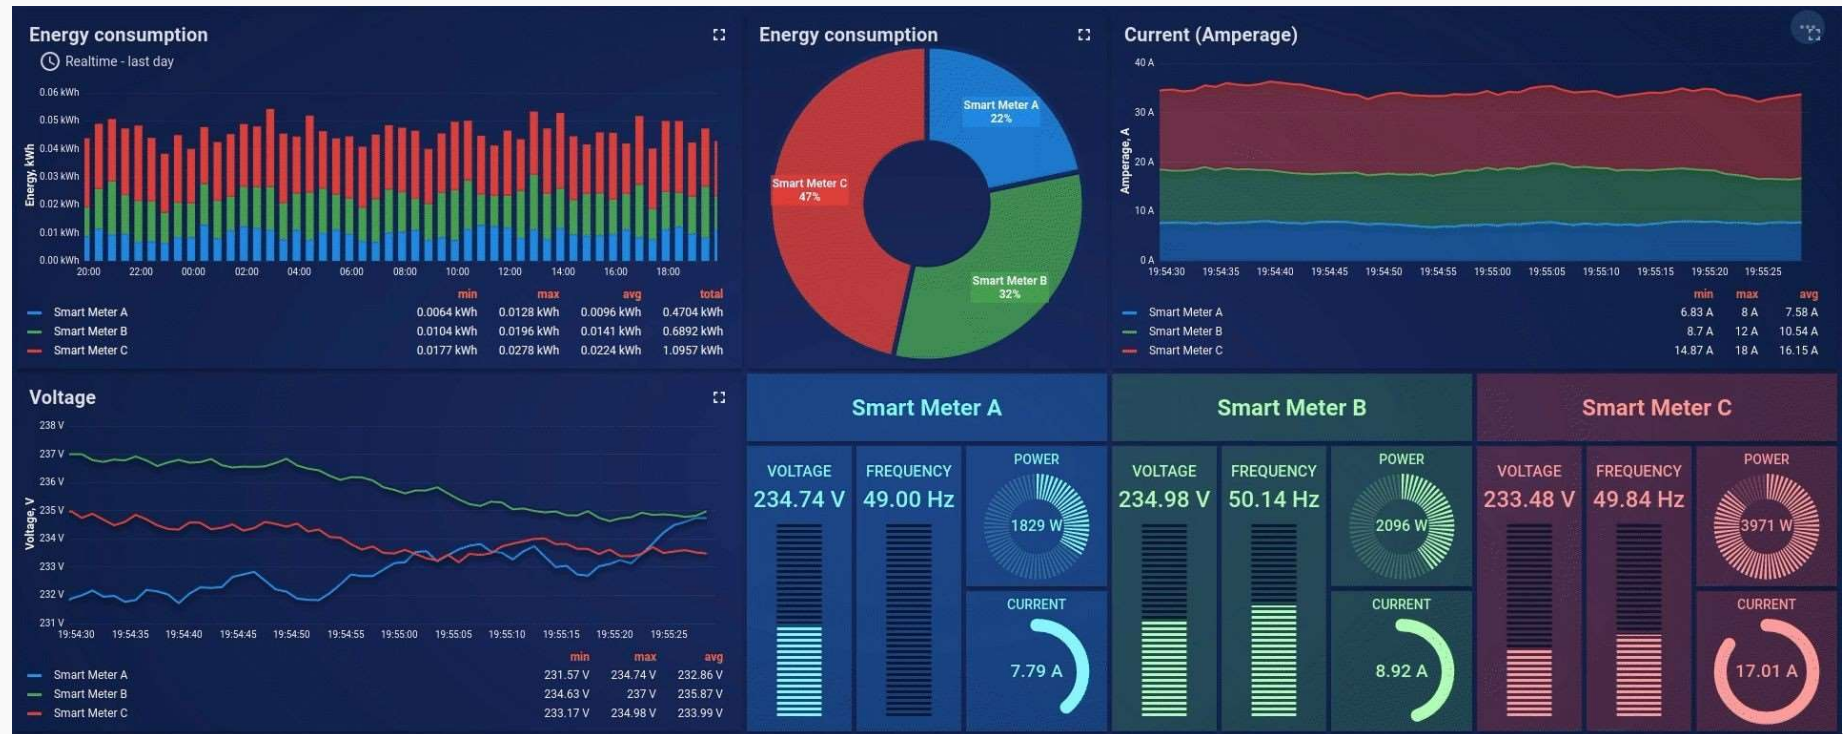 Energy consumption
Realtime - last day
0.06 kWh
0.05 kWh
0.04 kWh
0.03 kWh
0.02 kWh
0.01 kWh
0.00 kWh
Energy, kWh
20:00 22:00 00:00 02:00 04:00 06:00 08:00 10:00 12:00 14:00 16:00 18:00
min max avg total
Smart Meter A 0.0064 kWh 0.0128 kWh 0.0096 kWh 0.4704 kWh
Smart Meter B 0.0104 kWh 0.0196 kWh 0.0141 kWh 0.6892 kWh
Smart Meter C 0.0177 kWh 0.0278 kWh 0.0224 kWh 1.0957 kWh
Energy consumption
Smart Meter A
22%
Smart Meter C
47%
Smart Meter B
32%
Current (Amperage)
40 A
30 A
20 A
10 A
0 A
Amperage, A
19:54:30 19:54:35 19:54:40 19:54:45 19:54:50 19:54:55 19:55:00 19:55:05 19:55:10 19:55:15 19:55:20 19:55:25
min max avg
Smart Meter A 6.83 A 8 A 7.58 A
Smart Meter B 8.7 A 12 A 10.54 A
Smart Meter C 14.87 A 18 A 16.15 A
Voltage
238 V
237 V
236 V
235 V
234 V
233 V
232 V
231 V
Voltage, V
19:54:30 19:54:35 19:54:40 19:54:45 19:54:50 19:54:55 19:55:00 19:55:05 19:55:10 19:55:15 19:55:20 19:55:25
min max avg
Smart Meter A 231.57 V 234.74 V 232.86 V
Smart Meter B 234.63 V 237 V 235.87 V
Smart Meter C 233.17 V 234.98 V 233.99 V
Smart Meter A
VOLTAGE
234.74 V
FREQUENCY
49.00 Hz
POWER
1829 W
CURRENT
7.79 A
Smart Meter B
VOLTAGE
234.98 V
FREQUENCY
50.14 Hz
POWER
2096 W
CURRENT
8.92 A
Smart Meter C
VOLTAGE
233.48 V
FREQUENCY
49.84 Hz
POWER
3971 W
CURRENT
17.01 A